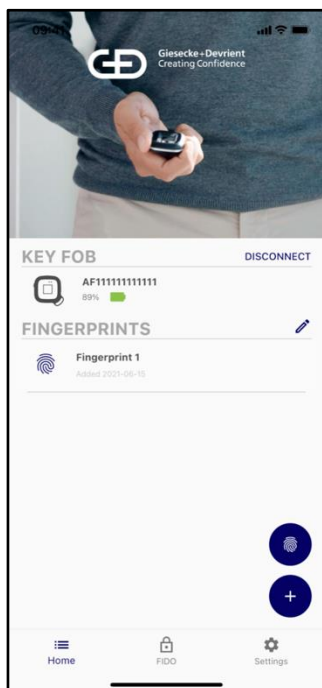 09:41
Giesecke+Devrient
Creating Confidence
KEY FOB
DISCONNECT
AF111111111111
89%
FINGERPRINTS
Fingerprint 1
Added 2021-06-15
Home
FIDO
Settings